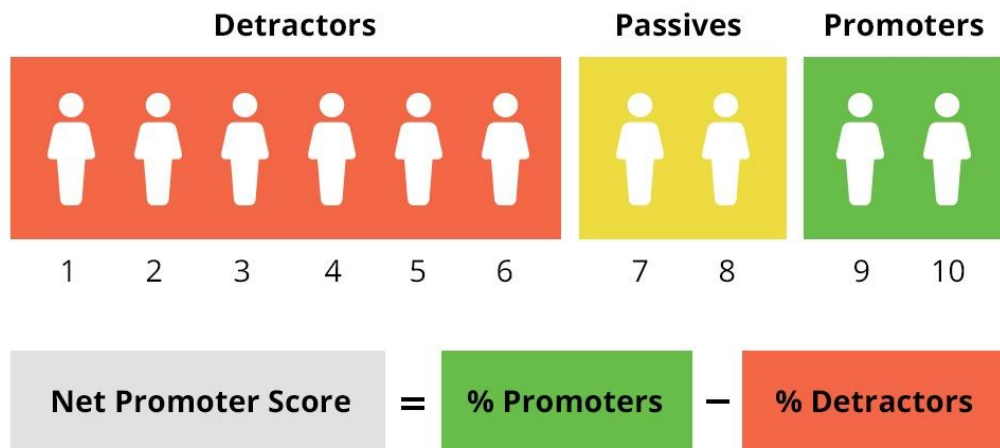 Detractors Passives Promoters
1 2 3 4 5 6 7 8 9 10
Net Promoter Score = % Promoters − % Detractors